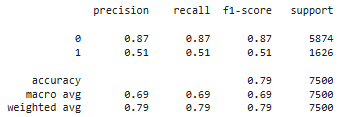 precision recall f1-score support
0 0.87 0.87 0.87 5874
1 0.51 0.51 0.51 1626
accuracy 0.79 7500
macro avg 0.69 0.69 0.69 7500
weighted avg 0.79 0.79 0.79 7500